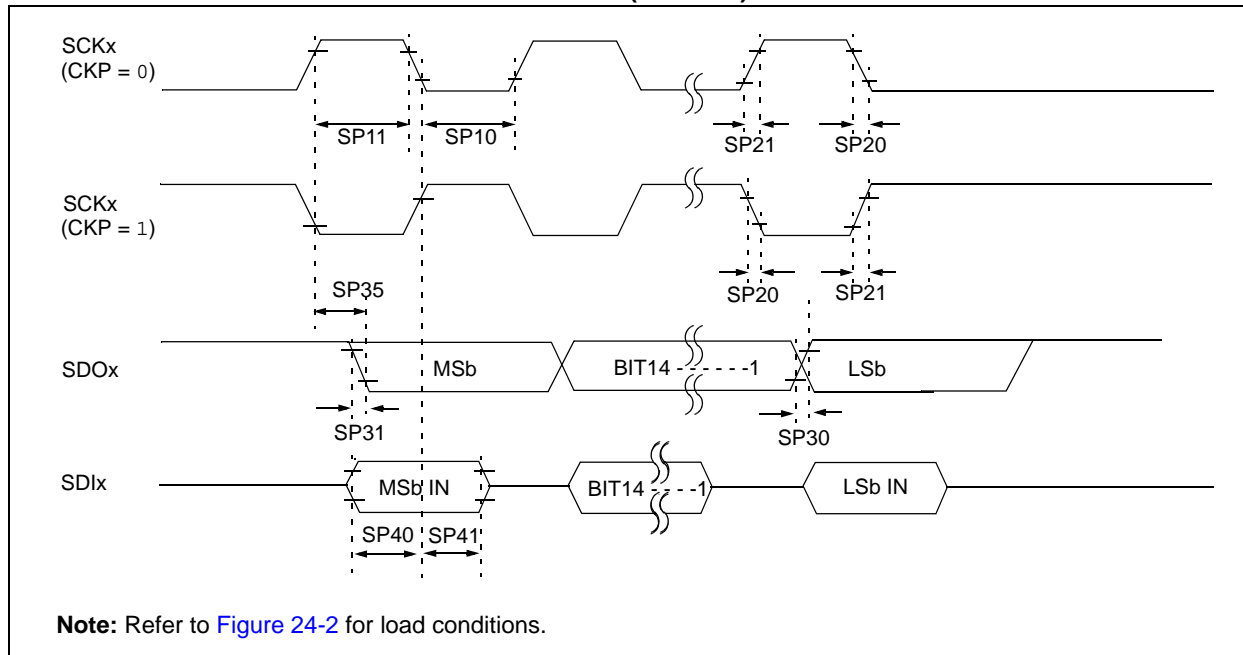 SCKx
(CKP = 0)
SP11
SP10
SP21
SP20
SCKx
(CKP = 1)
SP35
SP20
SP21
SDOx
MSb
BIT14 - - - - - -1
LSb
SP31
SP30
SDIx
MSb IN
BIT14 - - - - -1
LSb IN
SP40
SP41
Note: Refer to Figure 24-2 for load conditions.